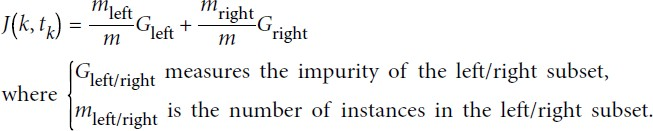 J(k, t_k) = m_left/m G_left + m_right/m G_right
where { G_left/right measures the impurity of the left/right subset,
m_left/right is the number of instances in the left/right subset.